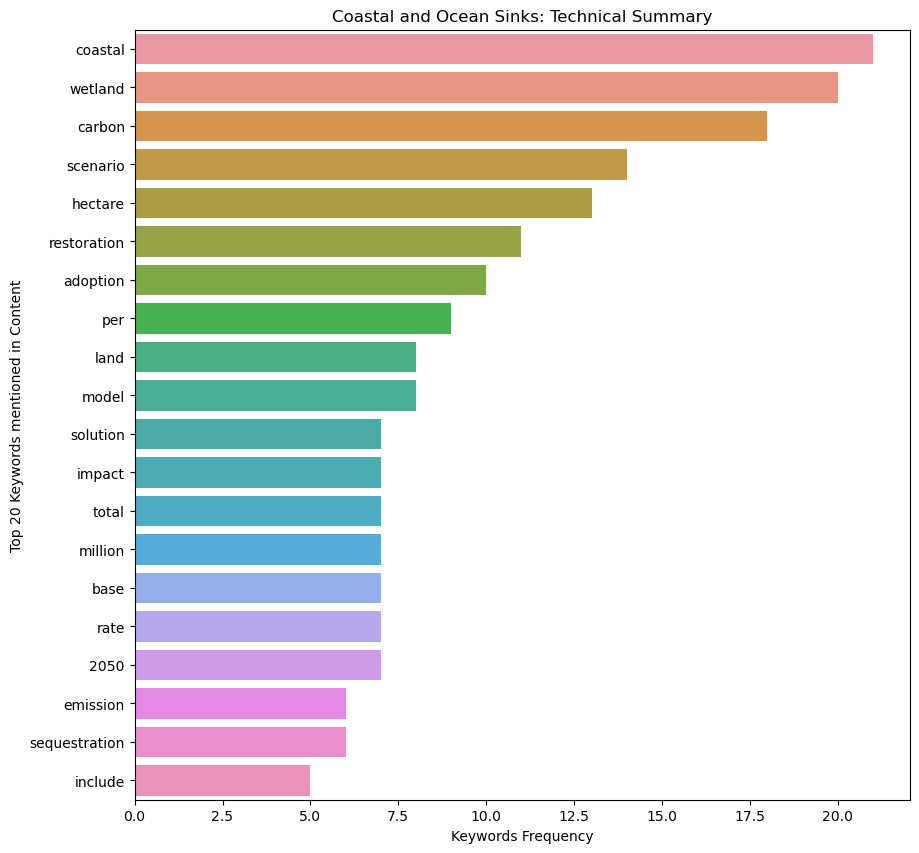 Coastal and Ocean Sinks: Technical Summary
Top 20 Keywords mentioned in Content
coastal
wetland
carbon
scenario
hectare
restoration
adoption
per
land
model
solution
impact
total
million
base
rate
2050
emission
sequestration
include
0.0 2.5 5.0 7.5 10.0 12.5 15.0 17.5 20.0
Keywords Frequency